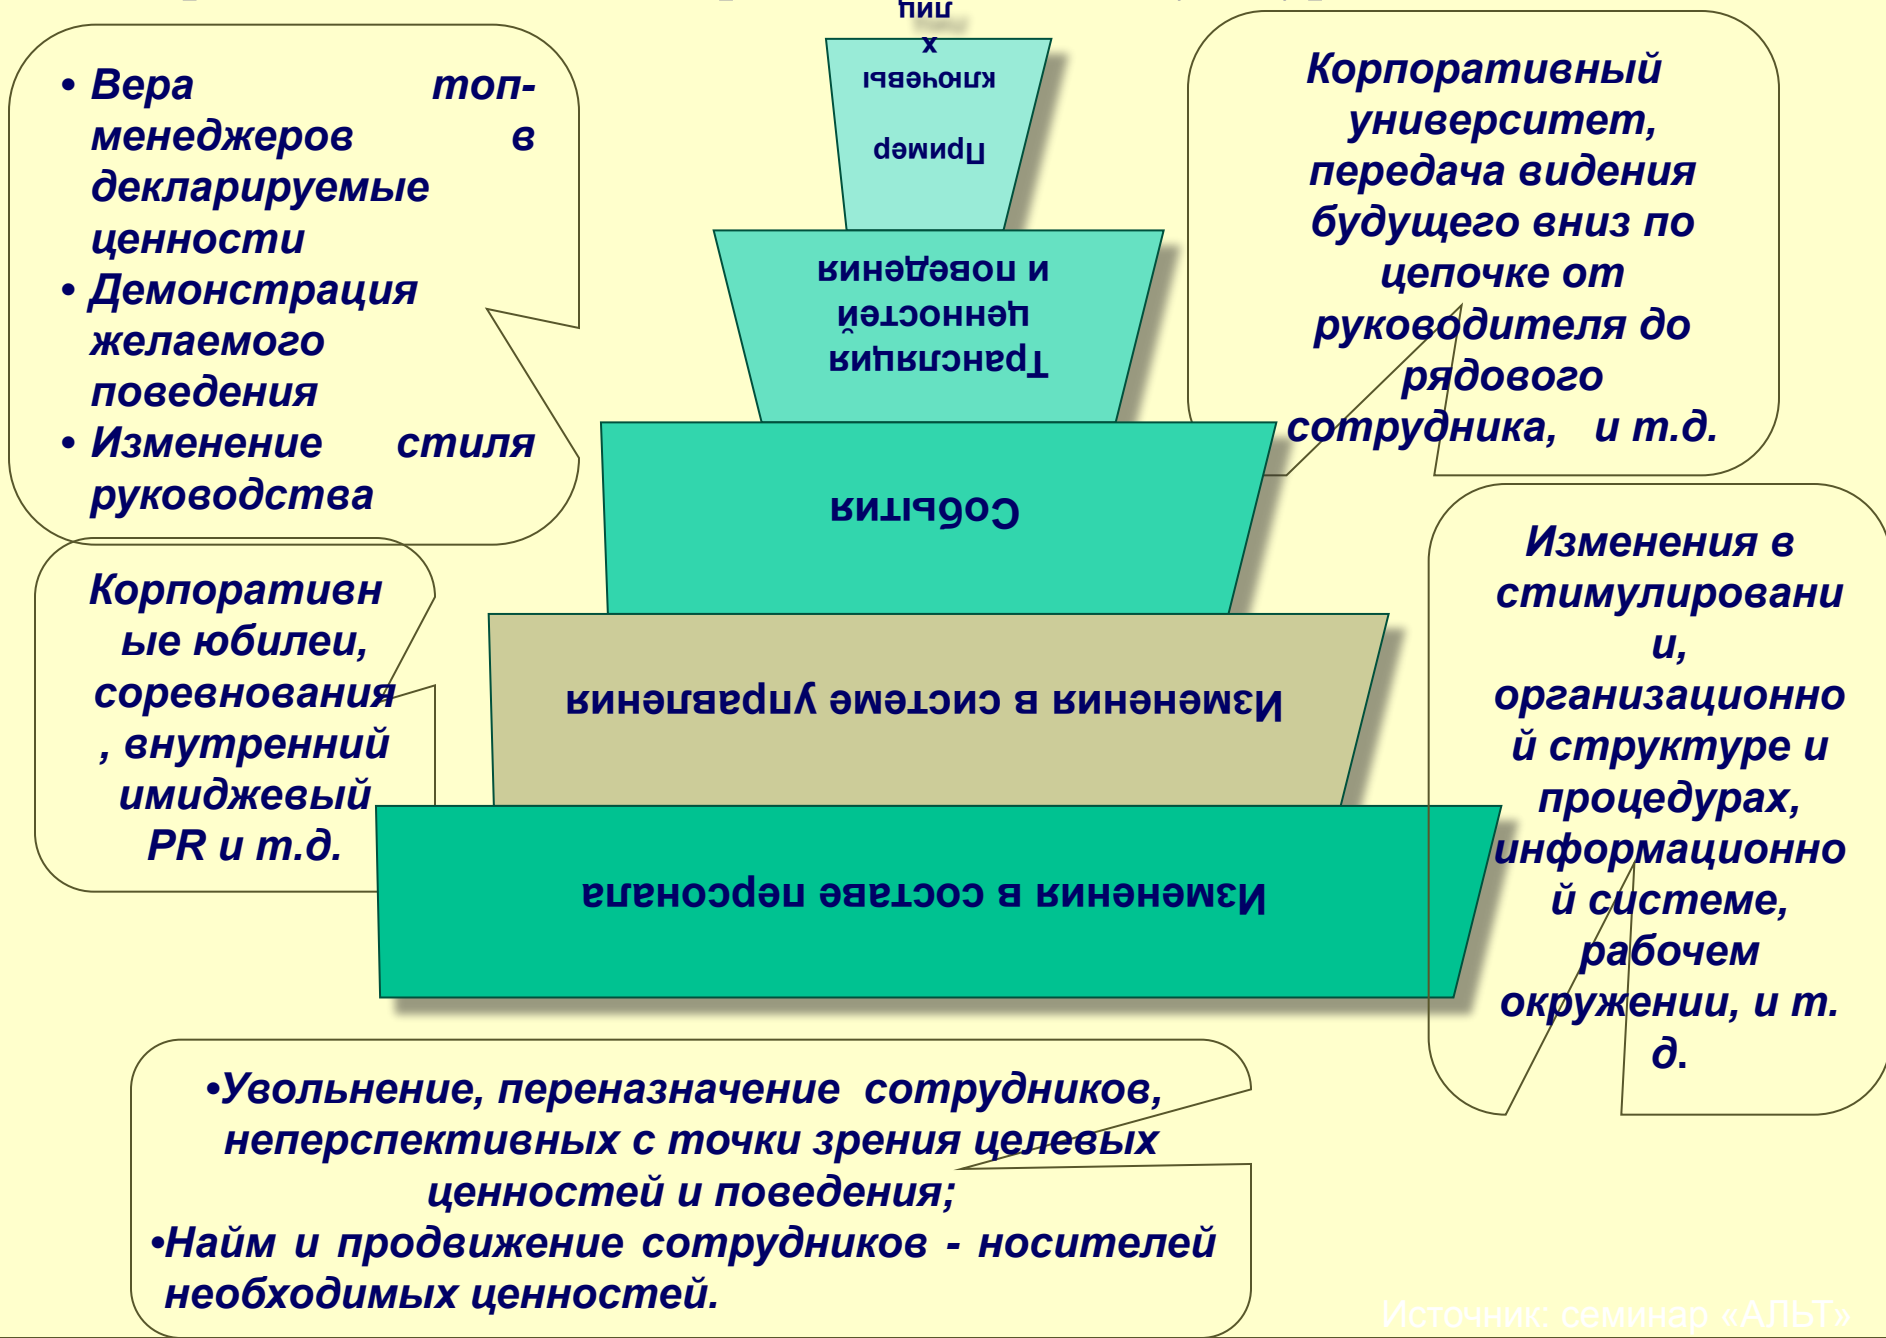 • Вера топ-
менеджеров в
декларируемые
ценности
• Демонстрация
желаемого
поведения
• Изменение стиля
руководства
Корпоративный
университет,
передача видения
будущего вниз по
цепочке от
руководителя до
рядового
сотрудника, и т.д.
Пример
ключевы
х
лиц
Трансляция
ценностей
и поведения
События
Изменения в системе управления
Изменения в составе персонала
Корпоративн
ые юбилеи,
соревнования
, внутренний
имиджевый
PR и т.д.
Изменения в
стимулировани
и,
организационно
й структуре и
процедурах,
информационно
й системе,
рабочем
окружении, и т.
д.
•Увольнение, переназначение сотрудников,
неперспективных с точки зрения целевых
ценностей и поведения;
•Найм и продвижение сотрудников - носителей
необходимых ценностей.
Источник: семинар «АЛЬТ»